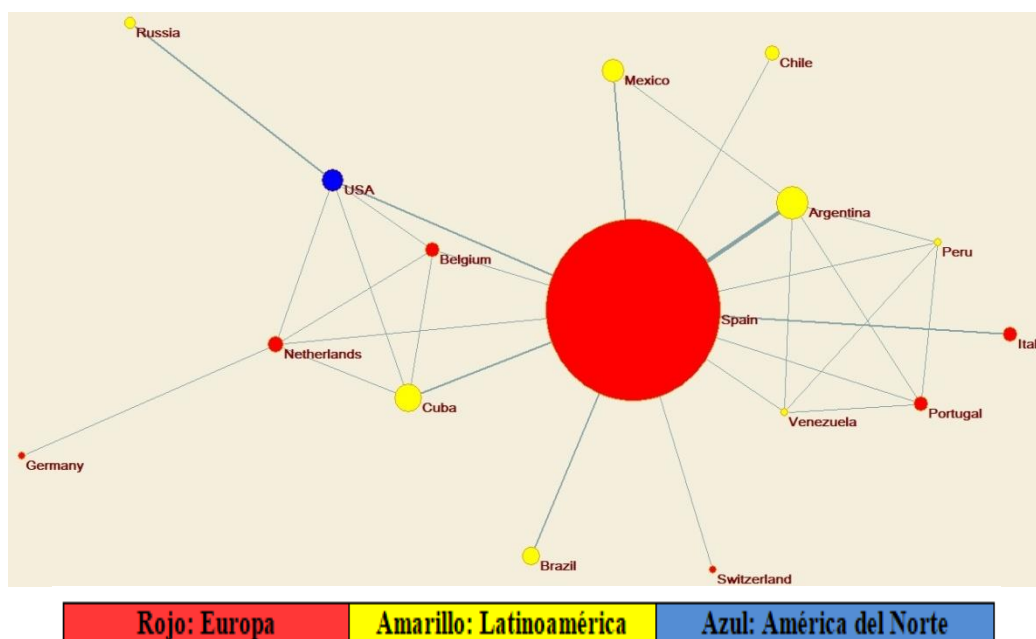 Russia
Mexico
Chile
USA
Argentina
Peru
Belgium
Spain
Ital
Netherlands
Cuba
Venezuela
Portugal
Germany
Brazil
Switzerland
Rojo: Europa
Amarillo: Latinoamérica
Azul: América del Norte